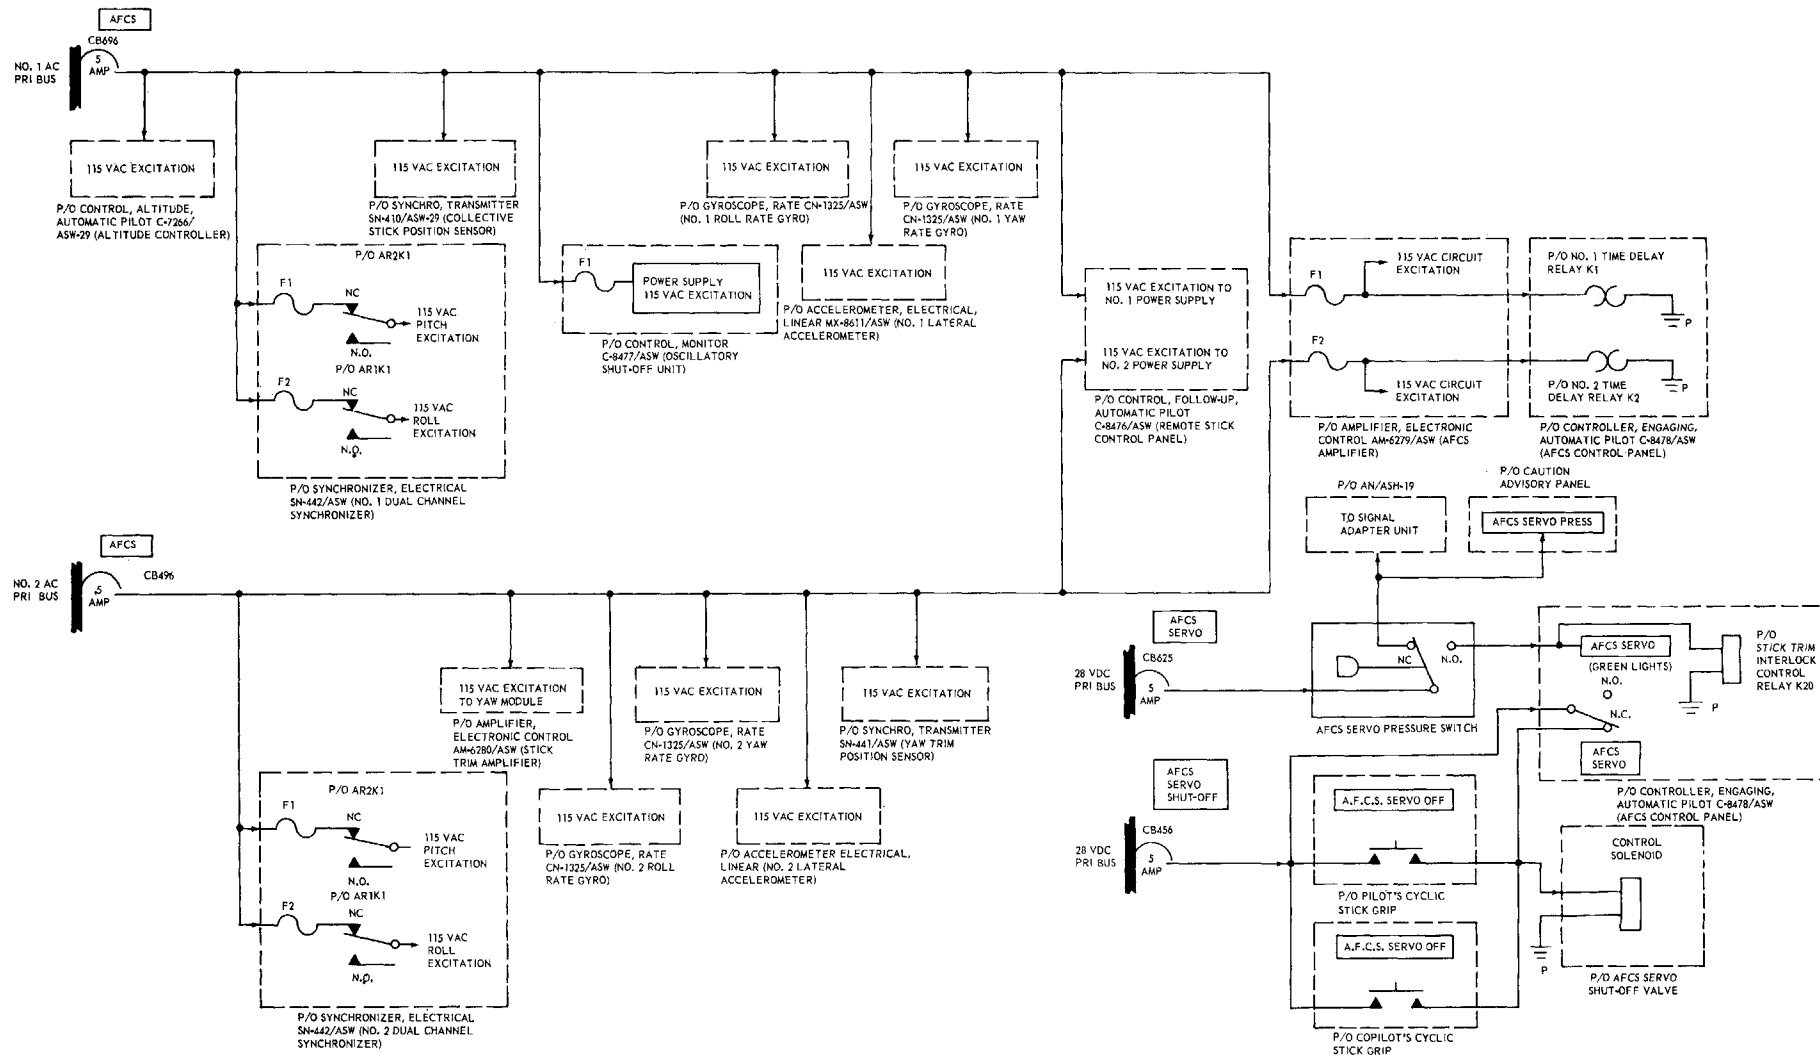 AFCS
CB696
NO. 1 AC
PRI BUS
5
AMP
115 VAC EXCITATION
P/O CONTROL, ALTITUDE,
AUTOMATIC PILOT C-7266/
ASW-29 (ALTITUDE CONTROLLER)
115 VAC EXCITATION
P/O SYNCHRO, TRANSMITTER
SN-410/ASW-29 (COLLECTIVE
STICK POSITION SENSOR)
115 VAC EXCITATION
P/O GYROSCOPE, RATE CN-1325/ASW
(NO. 1 ROLL RATE GYRO)
115 VAC EXCITATION
P/O GYROSCOPE, RATE
CN-1325/ASW (NO. 1 YAW
RATE GYRO)
P/O AR2K1
F1
NC
115 VAC
PITCH
EXCITATION
N.O.
P/O AR1K1
F2
NC
115 VAC
ROLL
EXCITATION
N.O.
P/O SYNCHRONIZER, ELECTRICAL
SN-442/ASW (NO. 1 DUAL CHANNEL
SYNCHRONIZER)
F1
POWER SUPPLY
115 VAC EXCITATION
P/O CONTROL, MONITOR
C-8477/ASW (OSCILLATORY
SHUT-OFF UNIT)
115 VAC EXCITATION
P/O ACCELEROMETER, ELECTRICAL,
LINEAR MX-8611/ASW (NO. 1 LATERAL
ACCELEROMETER)
115 VAC EXCITATION TO
NO. 1 POWER SUPPLY
115 VAC EXCITATION TO
NO. 2 POWER SUPPLY
P/O CONTROL, FOLLOW-UP,
AUTOMATIC PILOT
C-8476/ASW (REMOTE STICK
CONTROL PANEL)
F1
115 VAC CIRCUIT
EXCITATION
F2
115 VAC CIRCUIT
EXCITATION
P/O AMPLIFIER, ELECTRONIC
CONTROL AM-6279/ASW (AFCS
AMPLIFIER)
P/O NO. 1 TIME DELAY
RELAY K1
P
P
P/O NO. 2 TIME
DELAY RELAY K2
P/O CONTROLLER, ENGAGING,
AUTOMATIC PILOT C-8478/ASW
(AFCS CONTROL PANEL)
P/O AN/ASH-19
TO SIGNAL
ADAPTER UNIT
P/O CAUTION
ADVISORY PANEL
AFCS SERVO PRESS
AFCS
CB496
NO. 2 AC
PRI BUS
5
AMP
115 VAC EXCITATION
TO YAW MODULE
P/O AMPLIFIER,
ELECTRONIC CONTROL
AM-6280/ASW (STICK
TRIM AMPLIFIER)
115 VAC EXCITATION
P/O GYROSCOPE, RATE
CN-1325/ASW (NO. 2 YAW
RATE GYRO)
115 VAC EXCITATION
P/O SYNCHRO, TRANSMITTER
SN-441/ASW (YAW TRIM
POSITION SENSOR)
P/O AR2K1
F1
NC
115 VAC
PITCH
EXCITATION
N.O.
P/O AR1K1
F2
NC
115 VAC
ROLL
EXCITATION
N.O.
P/O SYNCHRONIZER, ELECTRICAL
SN-442/ASW (NO. 2 DUAL CHANNEL
SYNCHRONIZER)
115 VAC EXCITATION
P/O GYROSCOPE, RATE
CN-1325/ASW (NO. 2 ROLL
RATE GYRO)
115 VAC EXCITATION
P/O ACCELEROMETER ELECTRICAL,
LINEAR (NO. 2 LATERAL
ACCELEROMETER)
AFCS
SERVO
CB625
28 VDC
PRI BUS
5
AMP
NC
N.O.
AFCS SERVO PRESSURE SWITCH
AFCS SERVO
(GREEN LIGHTS)
N.O.
N.C.
AFCS
SERVO
P
P/O
STICK TRIM
INTERLOCK
CONTROL
RELAY K20
P/O CONTROLLER, ENGAGING,
AUTOMATIC PILOT C-8478/ASW
(AFCS CONTROL PANEL)
AFCS
SERVO
SHUT-OFF
CB456
28 VDC
PRI BUS
5
AMP
A.F.C.S. SERVO OFF
P/O PILOT'S CYCLIC
STICK GRIP
A.F.C.S. SERVO OFF
P/O COPILOT'S CYCLIC
STICK GRIP
CONTROL
SOLENOID
P
P/O AFCS SERVO
SHUT-OFF VALVE